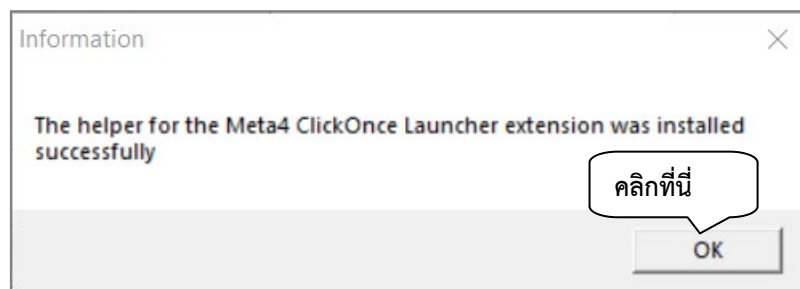 Information
The helper for the Meta4 ClickOnce Launcher extension was installed
successfully
คลิกที่นี่
OK